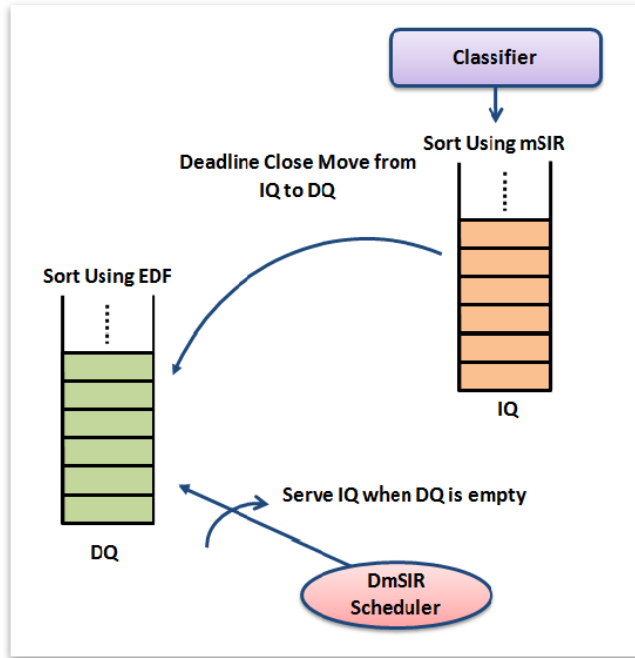 Classifier
Sort Using mSIR
Deadline Close Move from
IQ to DQ
Sort Using EDF
IQ
Serve IQ when DQ is empty
DQ
DmSIR
Scheduler